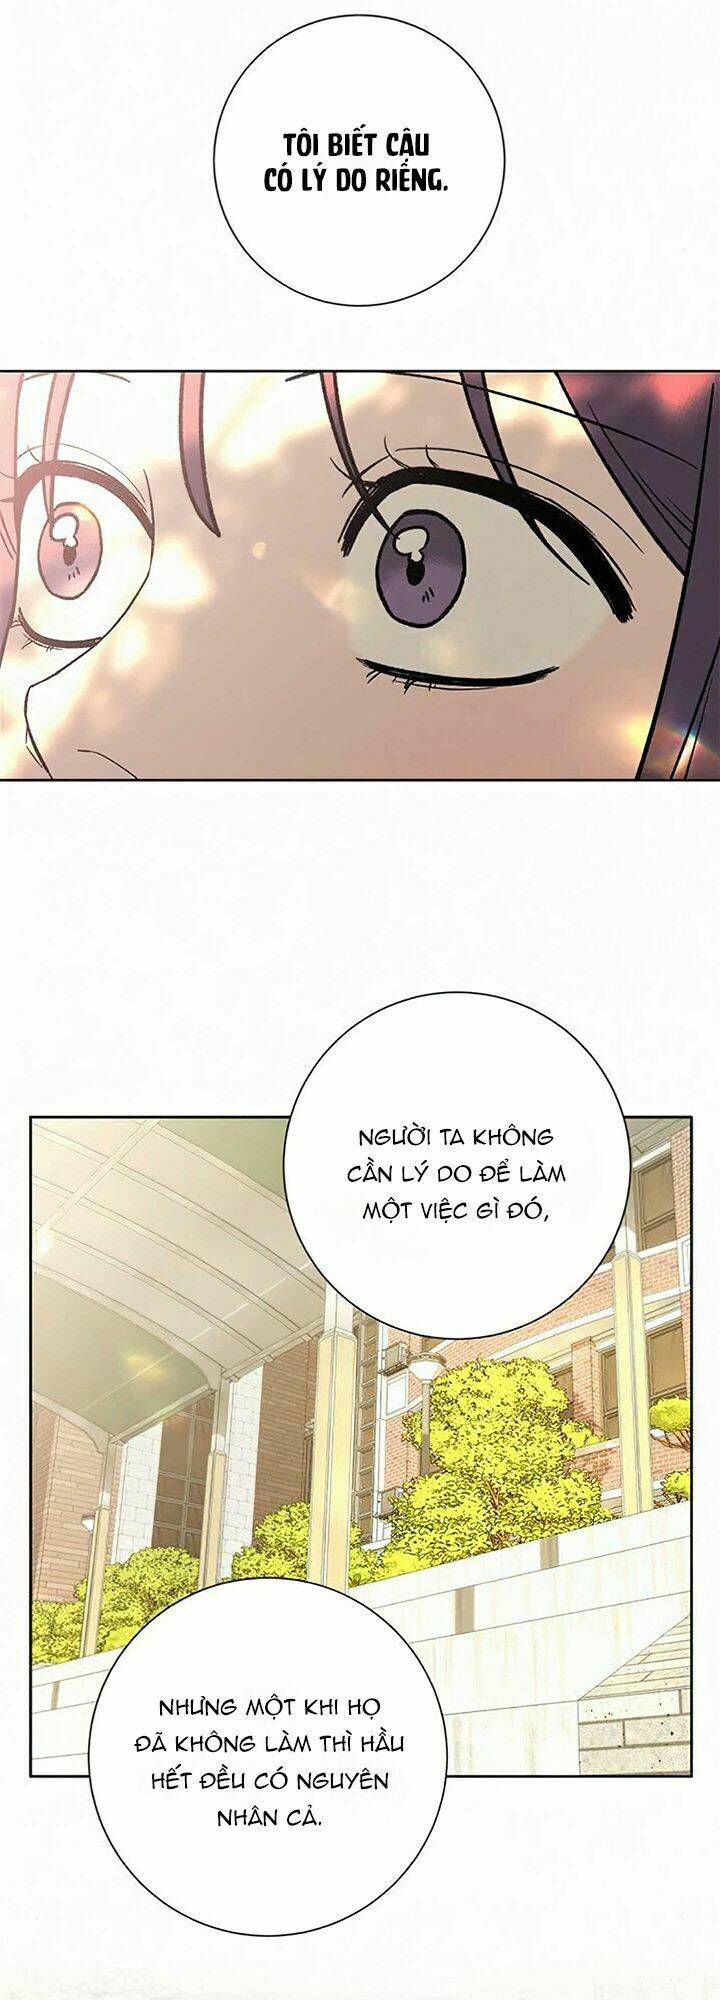 TÔI BIẾT CẬU
CÓ LÝ DO RIÊNG.
NGƯỜI TA KHÔNG
CẦN LÝ DO ĐỂ LÀM
MỘT VIỆC GÌ ĐÓ,
NHƯNG MỘT KHI HỌ
ĐÃ KHÔNG LÀM THÌ HẦU
HẾT ĐỀU CÓ NGUYÊN
NHÂN CẢ.